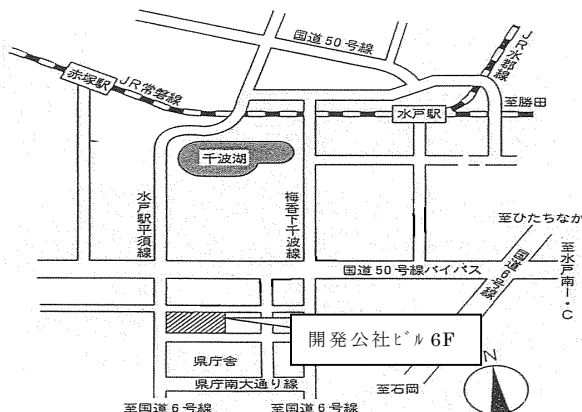 国道50号線
JR水郡線
赤塚駅
JR常磐線
水戸駅
至勝田
千波湖
水戸駅平須線
梅香下千波線
至ひたちなか
国道50号線バイパス
国道6号線
至水戸南I・C
開発公社ビル6F
県庁舎
県庁南大通り線
至石岡
N
至国道6号線
至国道6号線